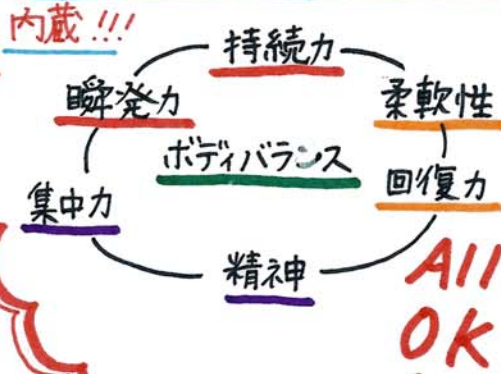 内蔵!!!
持続力
瞬発力
柔軟性
ボディバランス
回復力
集中力
精神
All
OK